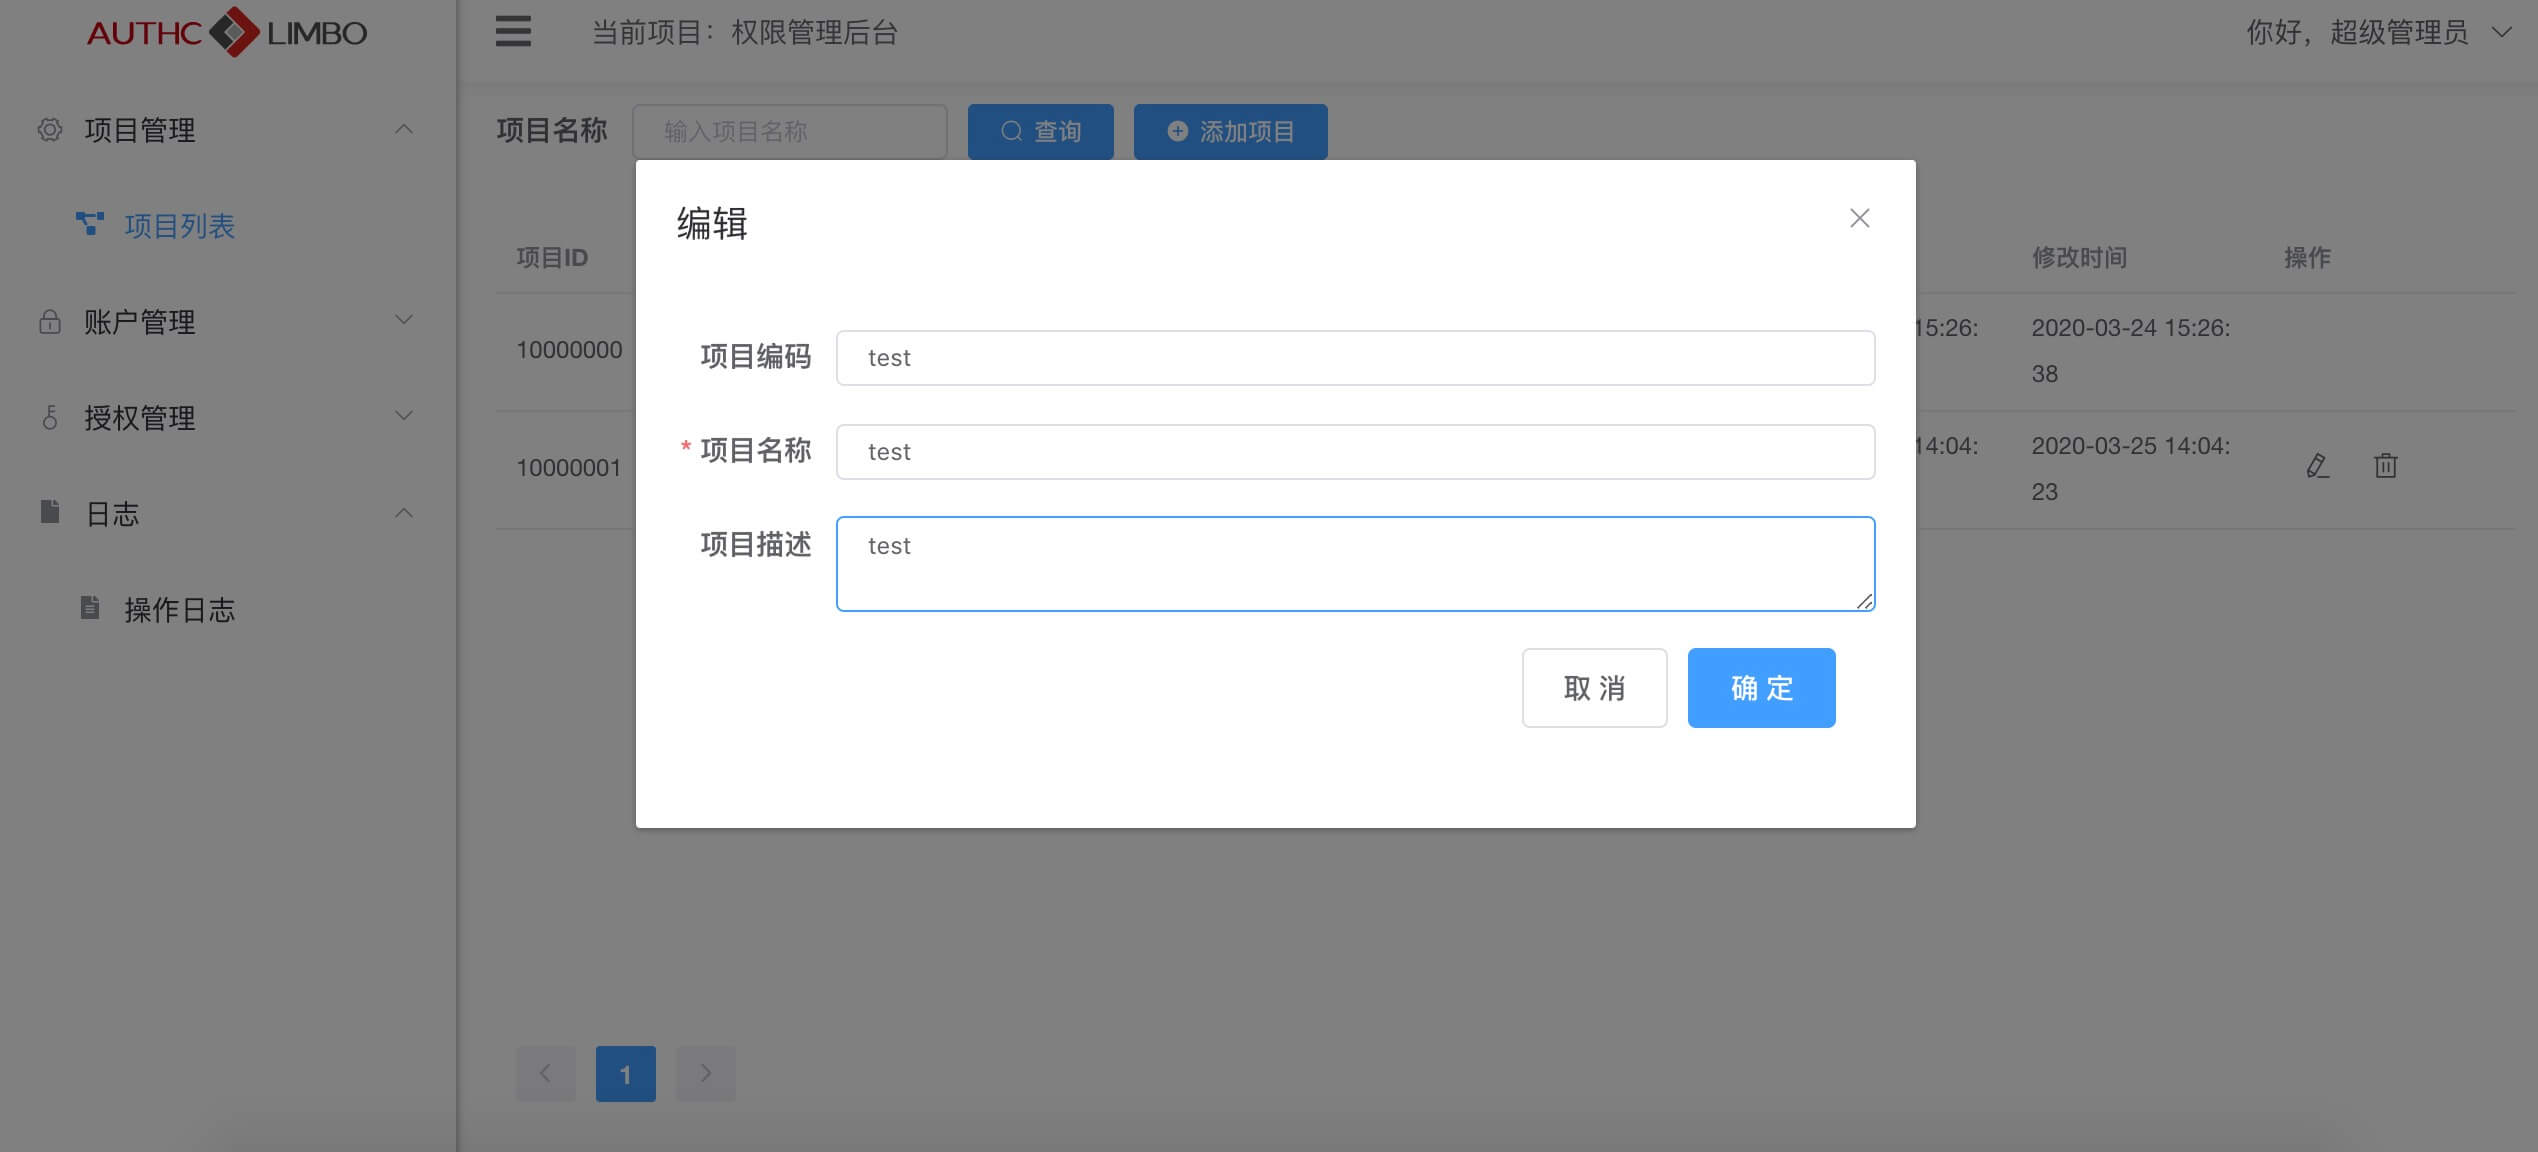 AUTHC LIMBO
当前项目：权限管理后台
你好，超级管理员
项目管理
项目列表
账户管理
授权管理
日志
操作日志
项目名称
输入项目名称
查询
添加项目
项目ID
修改时间
操作
10000000
15:26:
2020-03-24 15:26:
38
10000001
14:04:
2020-03-25 14:04:
23
编辑
项目编码
test
* 项目名称
test
项目描述
test
取 消
确 定
1